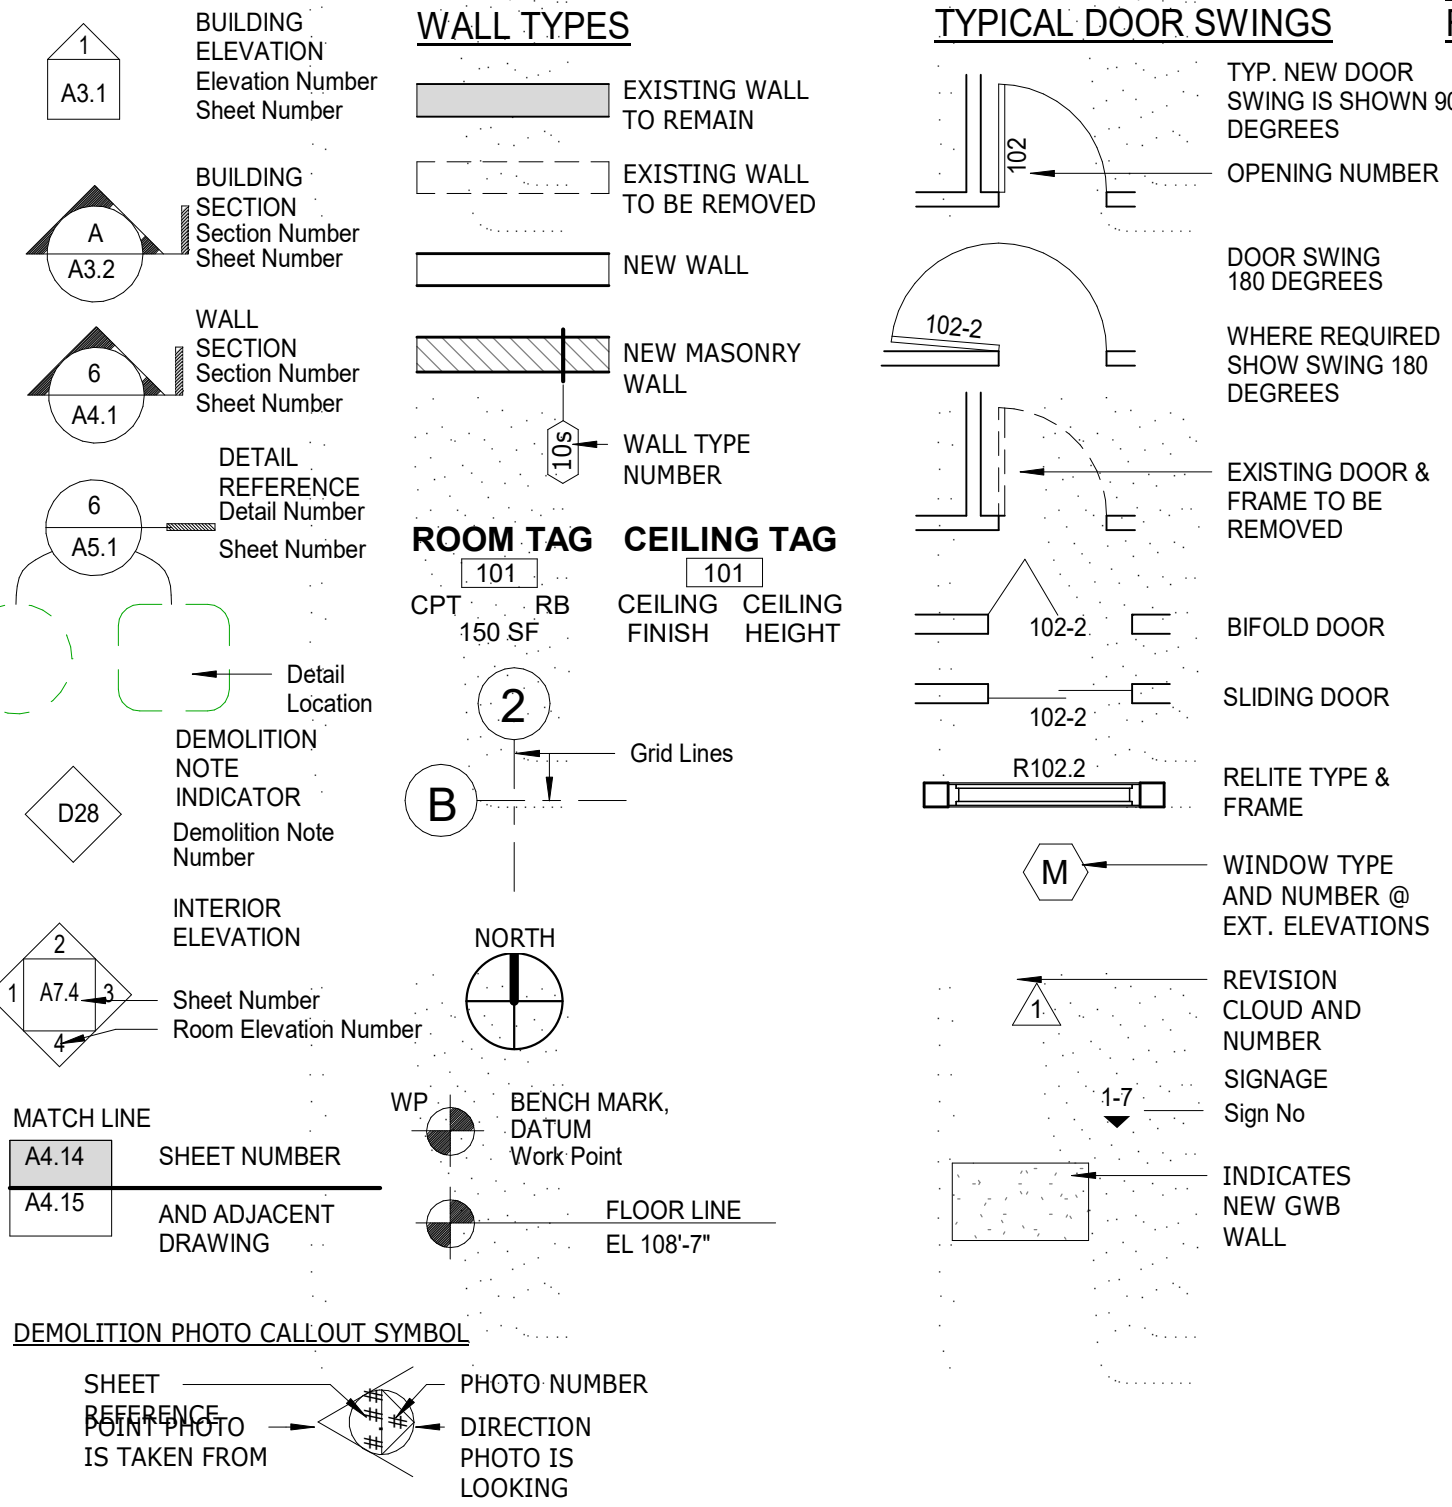 1
A3.1
BUILDING
ELEVATION
Elevation Number
Sheet Number
A
A3.2
BUILDING
SECTION
Section Number
Sheet Number
6
A4.1
WALL
SECTION
Section Number
Sheet Number
6
A5.1
DETAIL
REFERENCE
Detail Number
Sheet Number
Detail
Location
D28
DEMOLITION
NOTE
INDICATOR
Demolition Note
Number
2
1
A7.4
3
4
INTERIOR
ELEVATION
Sheet Number
Room Elevation Number
MATCH LINE
A4.14
A4.15
SHEET NUMBER
AND ADJACENT
DRAWING
WALL TYPES
EXISTING WALL
TO REMAIN
EXISTING WALL
TO BE REMOVED
NEW WALL
NEW MASONRY
WALL
10s
WALL TYPE
NUMBER
ROOM TAG
101
CPT RB
150 SF
CEILING TAG
101
CEILING CEILING
FINISH HEIGHT
2
B
Grid Lines
NORTH
WP
BENCH MARK,
DATUM
Work Point
FLOOR LINE
EL 108'-7"
DEMOLITION PHOTO CALLOUT SYMBOL
SHEET
REFERENCE
POINT PHOTO
IS TAKEN FROM
#
#
#
#
PHOTO NUMBER
DIRECTION
PHOTO IS
LOOKING
TYPICAL DOOR SWINGS
102
TYP. NEW DOOR
SWING IS SHOWN 90
DEGREES
OPENING NUMBER
102-2
DOOR SWING
180 DEGREES
WHERE REQUIRED
SHOW SWING 180
DEGREES
EXISTING DOOR &
FRAME TO BE
REMOVED
102-2
BIFOLD DOOR
102-2
SLIDING DOOR
R102.2
RELITE TYPE &
FRAME
M
WINDOW TYPE
AND NUMBER @
EXT. ELEVATIONS
1
REVISION
CLOUD AND
NUMBER
1-7
SIGNAGE
Sign No
INDICATES
NEW GWB
WALL